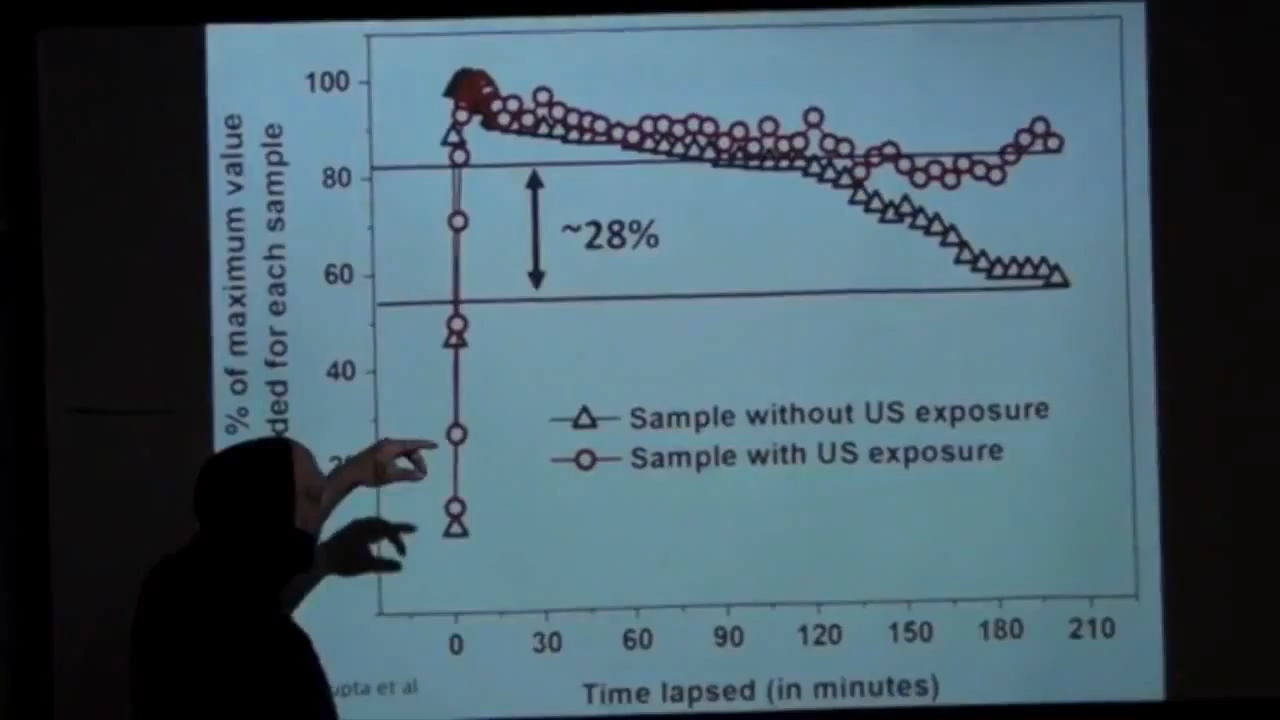 % of maximum value
ded for each sample
100
80
60
40
~28%
Sample without US exposure
Sample with US exposure
0 30 60 90 120 150 180 210
Time lapsed (in minutes)
upta et al